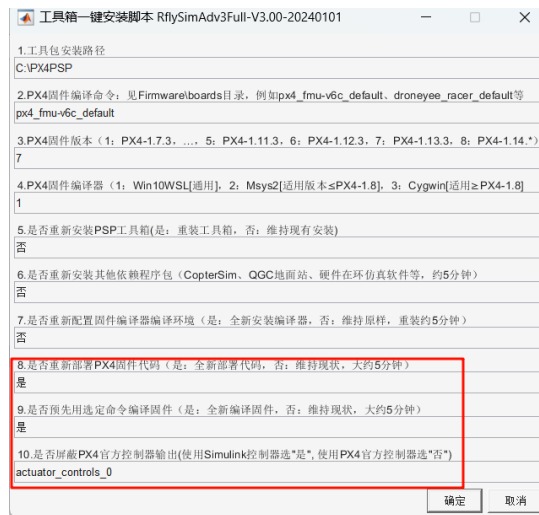 工具箱一键安装脚本 RflySimAdv3Full-V3.00-20240101
1.工具包安装路径
C:\PX4PSP
2.PX4固件编译命令：见Firmware\boards目录，例如px4_fmu-v6c_default、droneyee_racer_default等
px4_fmu-v6c_default
3.PX4固件版本（1：PX4-1.7.3，...，5：PX4-1.11.3，6：PX4-1.12.3，7：PX4-1.13.3，8：PX4-1.14.*）
7
4.PX4固件编译器（1：Win10WSL[通用]，2：Msys2[适用版本≤PX4-1.8]，3：Cygwin[适用≥PX4-1.8]
1
5.是否重新安装PSP工具箱(是：重装工具箱，否：维持现有安装)
否
6.是否重新安装其他依赖程序包（CopterSim、QGC地面站、硬件在环仿真软件等，约5分钟）
否
7.是否重新配置固件编译器编译环境（是：全新安装编译器，否：维持原样，重装约5分钟）
否
8.是否重新部署PX4固件代码（是：全新部署代码，否：维持现状，大约5分钟）
是
9.是否预先用选定命令编译固件（是：全新编译固件，否：维持现状，大约5分钟）
是
10.是否屏蔽PX4官方控制器输出(使用Simulink控制器选"是",使用PX4官方控制器选"否")
actuator_controls_0
确定 取消